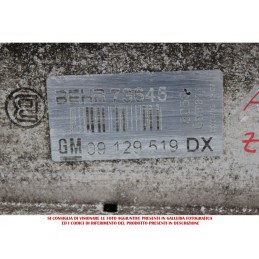 BEHR
GM 09 129 519 DX
SI CONSIGLIA DI VISIONARE LE FOTO AGGIUNTIVE PRESENTI IN GALLERIA FOTOGRAFICA
ED I CODICI DI RIFERIMENTO DEL PRODOTTO PRESENTI IN DESCRIZIONE